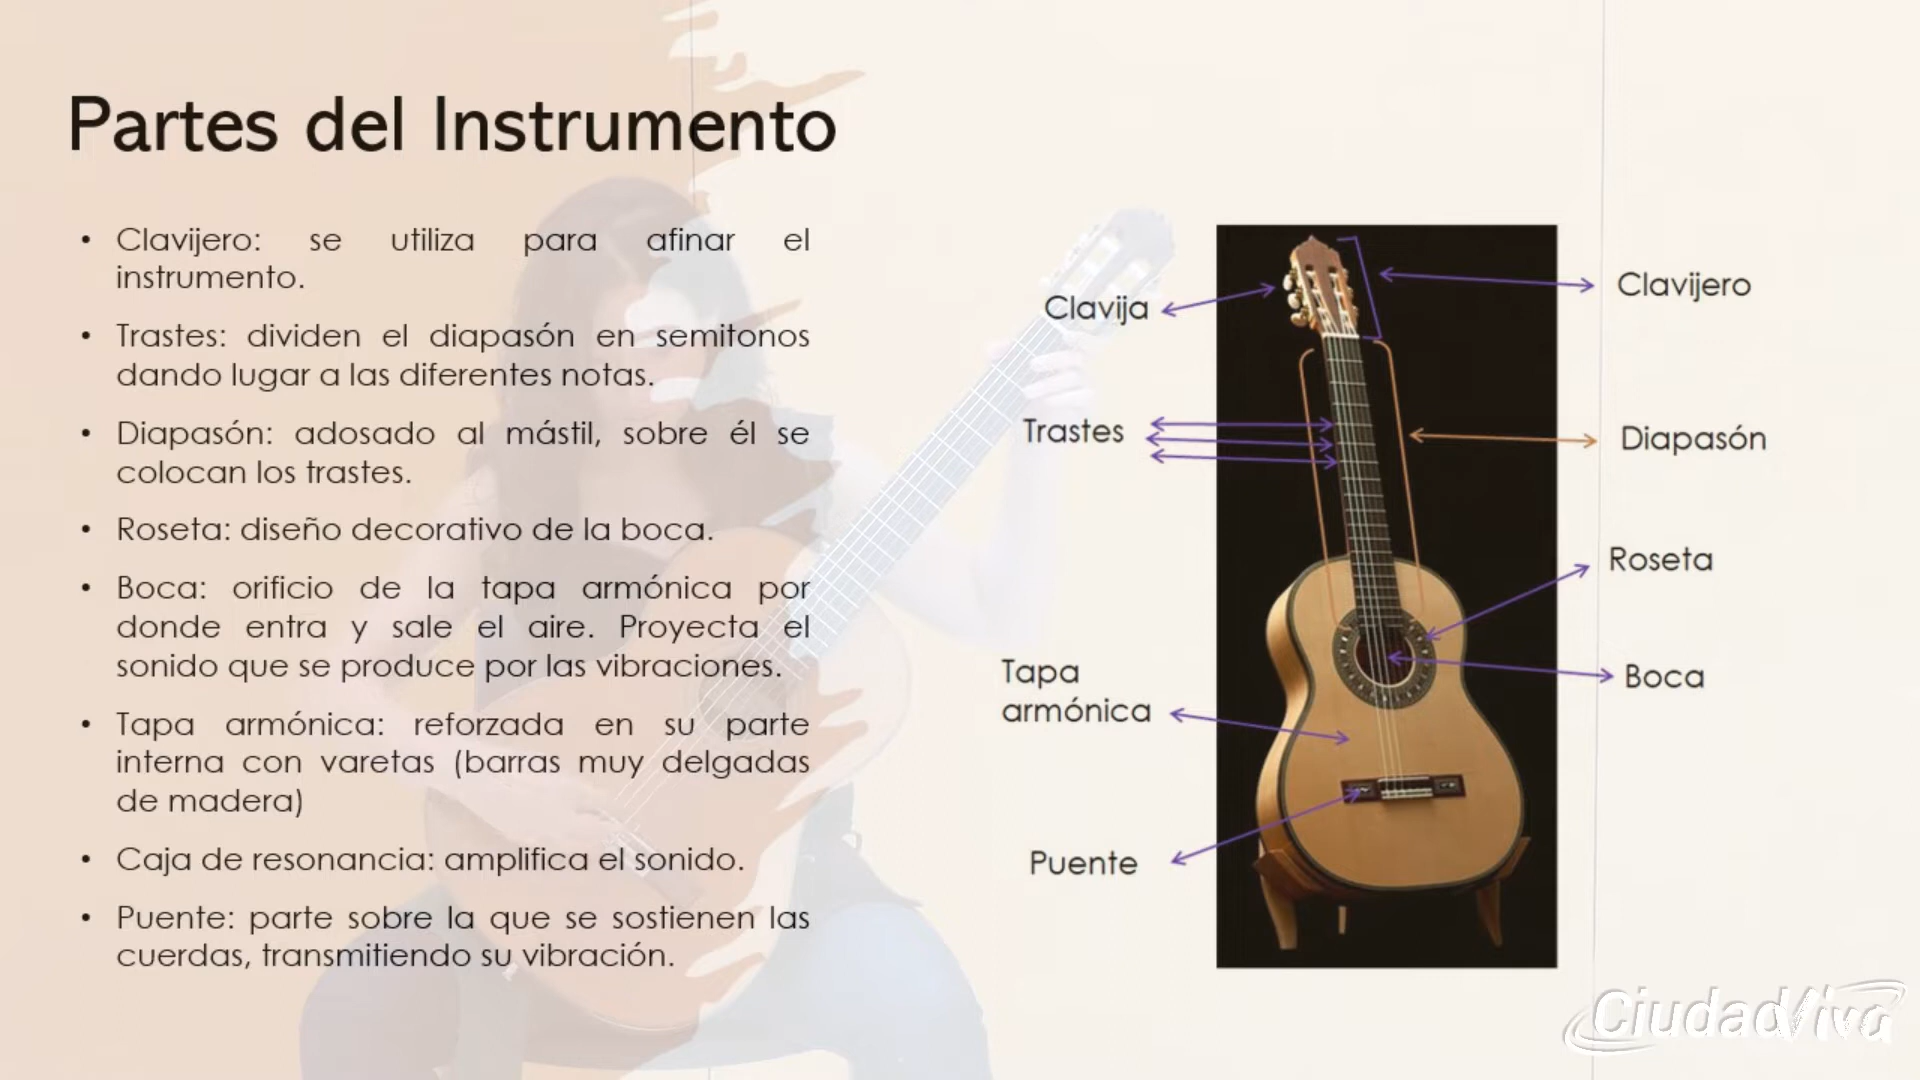 Partes del Instrumento
• Clavijero: se utiliza para afinar el
instrumento.
• Trastes: dividen el diapasón en semitonos
dando lugar a las diferentes notas.
• Diapasón: adosado al mástil, sobre él se
colocan los trastes.
• Roseta: diseño decorativo de la boca.
• Boca: orificio de la tapa armónica por
donde entra y sale el aire. Proyecta el
sonido que se produce por las vibraciones.
• Tapa armónica: reforzada en su parte
interna con varetas (barras muy delgadas
de madera)
• Caja de resonancia: amplifica el sonido.
• Puente: parte sobre la que se sostienen las
cuerdas, transmitiendo su vibración.
Clavija
Trastes
Tapa
armónica
Puente
Clavijero
Diapasón
Roseta
Boca
CiudadViva